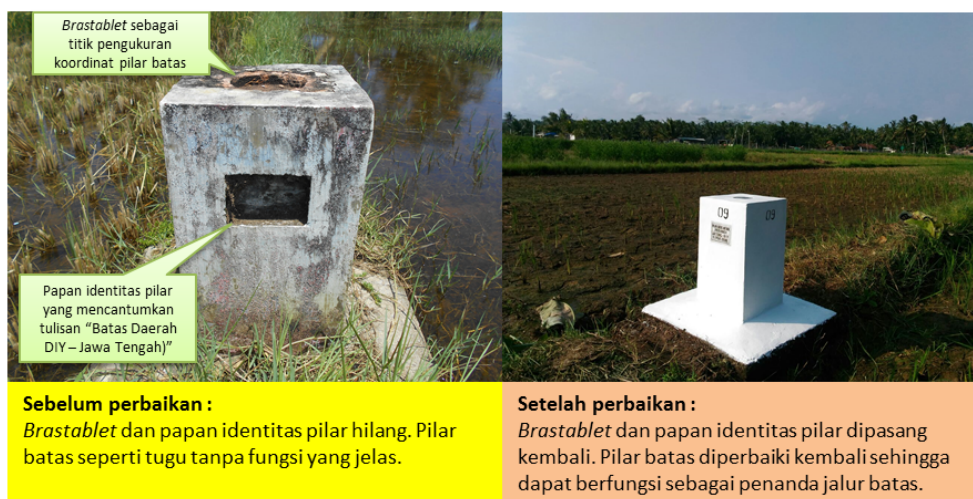 Brastablet sebagai
titik pengukuran
koordinat pilar batas
Papan identitas pilar
yang mencantumkan
tulisan “Batas Daerah
DIY – Jawa Tengah)”
09 09
Sebelum perbaikan :
Brastablet dan papan identitas pilar hilang. Pilar
batas seperti tugu tanpa fungsi yang jelas.
Setelah perbaikan :
Brastablet dan papan identitas pilar dipasang
kembali. Pilar batas diperbaiki kembali sehingga
dapat berfungsi sebagai penanda jalur batas.